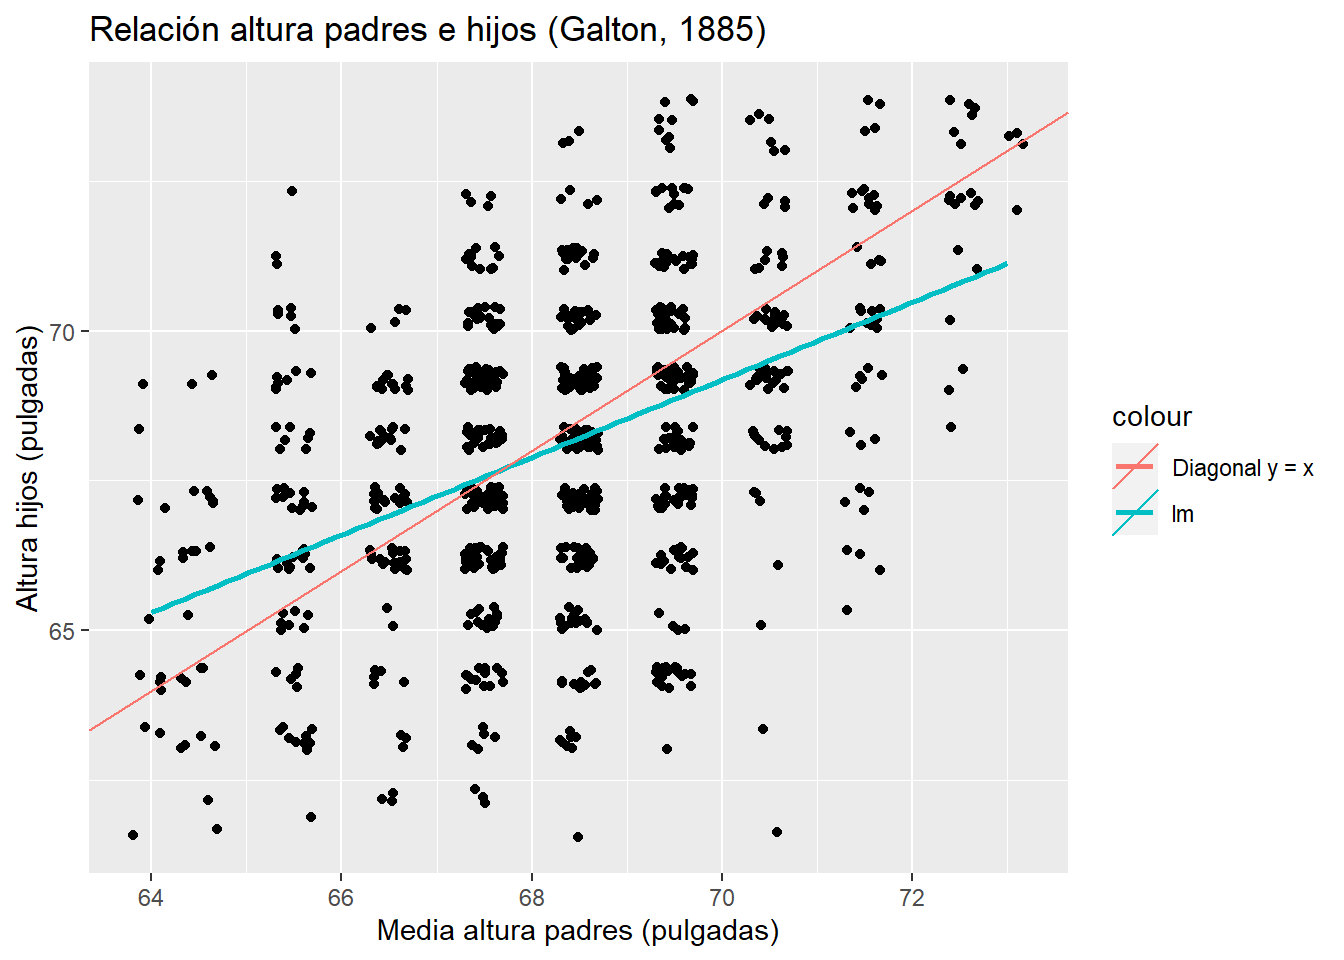 Relación altura padres e hijos (Galton, 1885)
Altura hijos (pulgadas)
70
65
64 66 68 70 72
Media altura padres (pulgadas)
colour
Diagonal y = x
lm